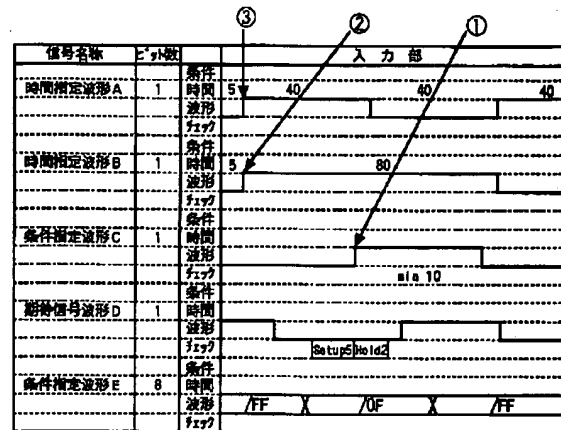 ③ ② ①
信号名称 ビット数 入力部
条件
時間指定波形A 1 時間 5 40 40 40
波形
チェック
条件
時間指定波形B 1 時間 5 80
波形
チェック
条件
条件指定波形C 1 時間
波形
チェック min 10
条件
期待信号波形D 1 時間
波形
チェック Setup5 Hold2
条件
条件指定波形E 8 時間
波形 /FF /0F /FF
チェック